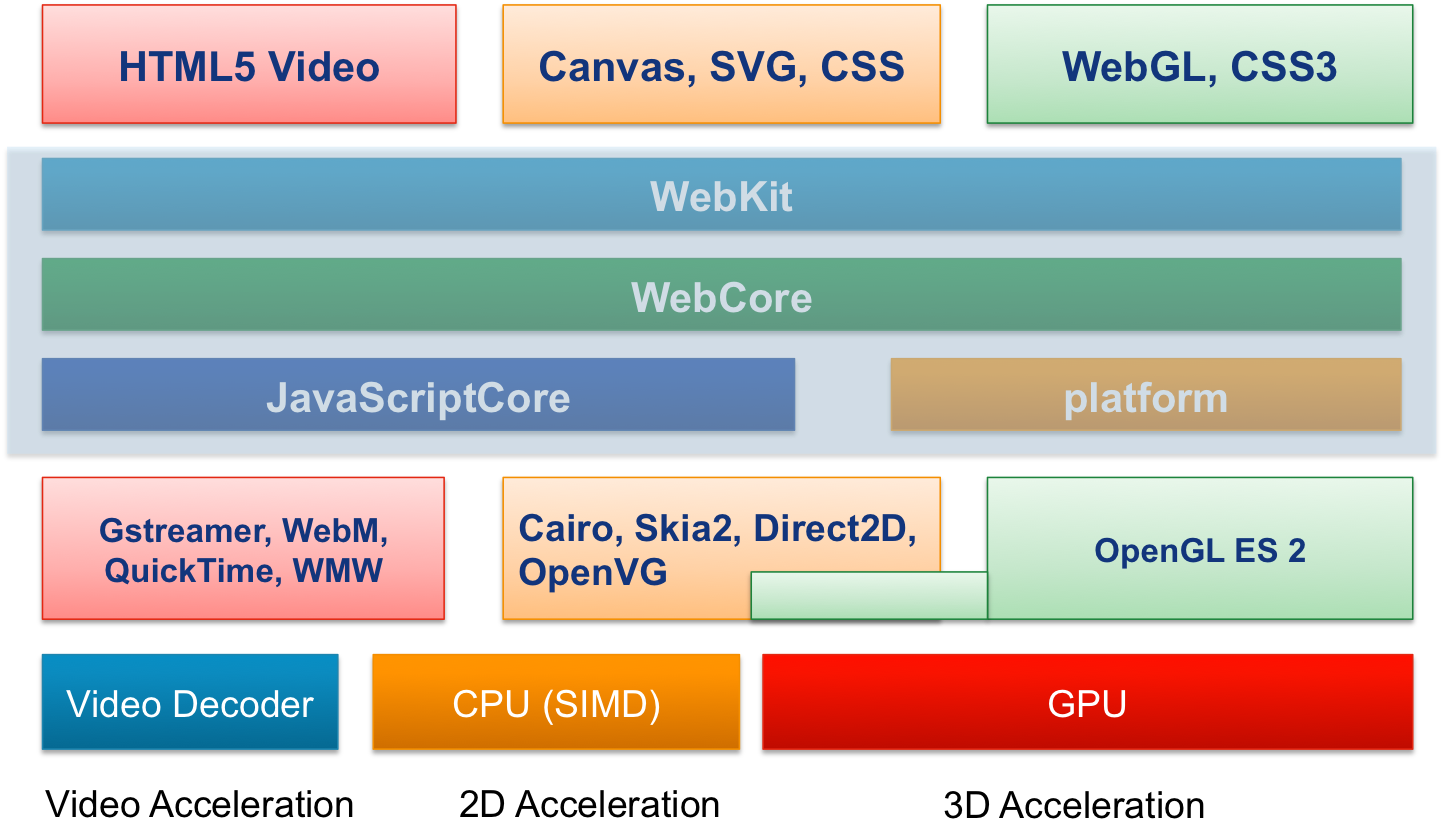 HTML5 Video
Canvas, SVG, CSS
WebGL, CSS3
WebKit
WebCore
JavaScriptCore
platform
Gstreamer, WebM,
QuickTime, WMW
Cairo, Skia2, Direct2D,
OpenVG
OpenGL ES 2
Video Decoder
CPU (SIMD)
GPU
Video Acceleration
2D Acceleration
3D Acceleration